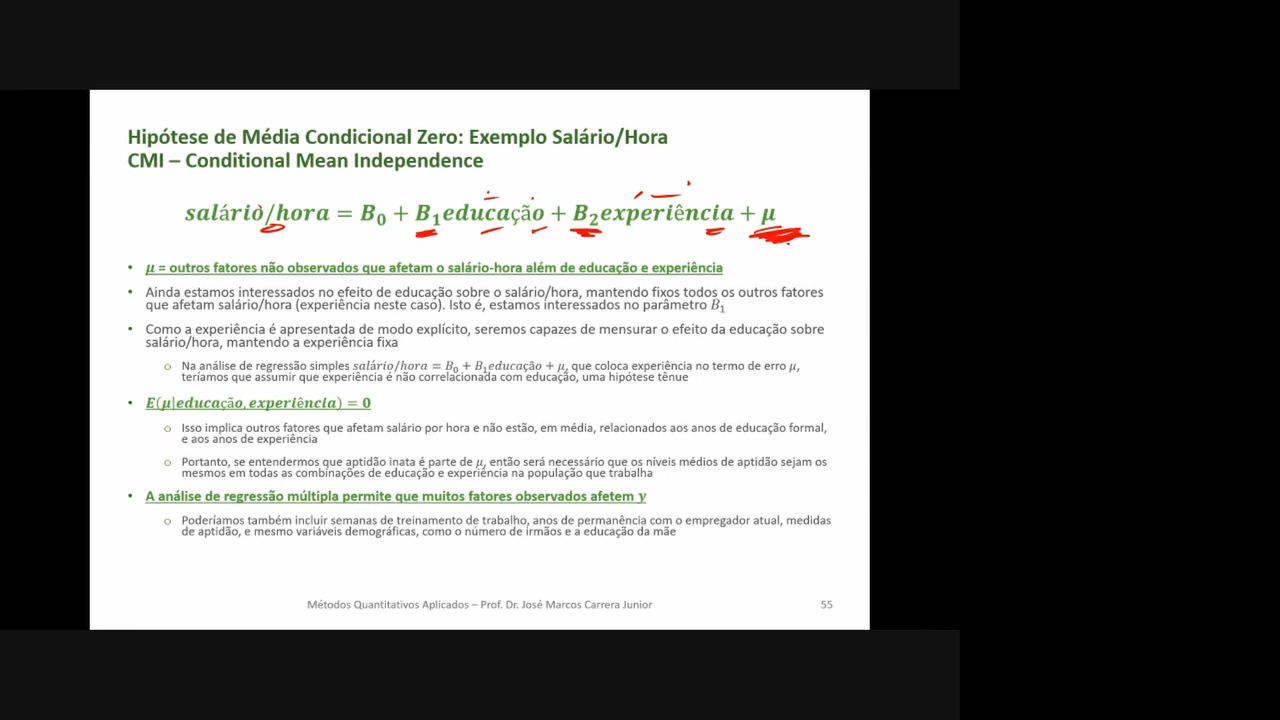 Hipótese de Média Condicional Zero: Exemplo Salário/Hora
CMI – Conditional Mean Independence
salário/hora = B₀ + B₁educação + B₂experiência + μ
• μ = outros fatores não observados que afetam o salário-hora além de educação e experiência
• Ainda estamos interessados no efeito de educação sobre o salário/hora, mantendo fixos todos os outros fatores
que afetam salário/hora (experiência neste caso). Isto é, estamos interessados no parâmetro B₁
• Como a experiência é apresentada de modo explícito, seremos capazes de mensurar o efeito da educação sobre
salário/hora, mantendo a experiência fixa
o Na análise de regressão simples salário/hora = B₀ + B₁educação + μ, que coloca experiência no termo de erro μ,
teríamos que assumir que experiência é não correlacionada com educação, uma hipótese tênue
• E(μ|educação, experiência) = 0
o Isso implica outros fatores que afetam salário por hora e não estão, em média, relacionados aos anos de educação formal,
e aos anos de experiência
o Portanto, se entendermos que aptidão inata é parte de μ, então será necessário que os níveis médios de aptidão sejam os
mesmos em todas as combinações de educação e experiência na população que trabalha
• A análise de regressão múltipla permite que muitos fatores observados afetem y
o Poderíamos também incluir semanas de treinamento de trabalho, anos de permanência com o empregador atual, medidas
de aptidão, e mesmo variáveis demográficas, como o número de irmãos e a educação da mãe
Métodos Quantitativos Aplicados – Prof. Dr. José Marcos Carrera Junior
55